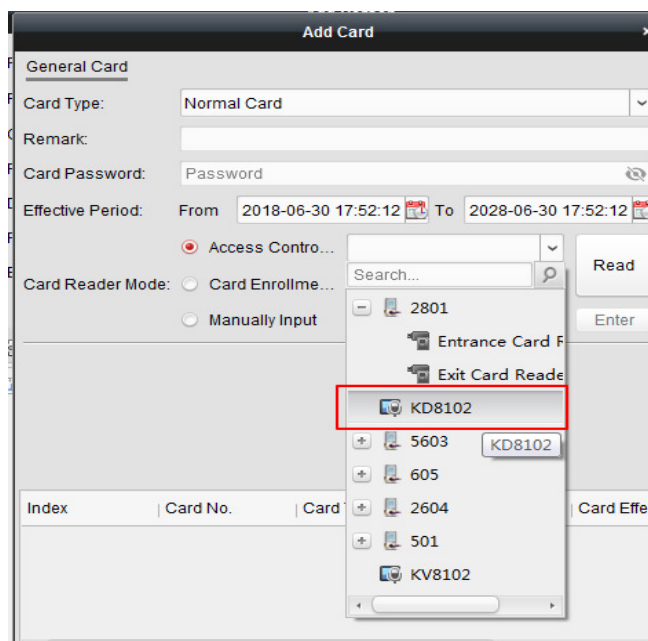 Add Card
General Card
Card Type: Normal Card
Remark:
Card Password: Password
Effective Period: From 2018-06-30 17:52:12 To 2028-06-30 17:52:12
Access Contro...
Card Reader Mode: Card Enrollme...
Manually Input
Read
Enter
Search...
2801
Entrance Card R
Exit Card Reade
KD8102
5603 KD8102
605
2604
501
KV8102
Index Card No. Card Card Effe